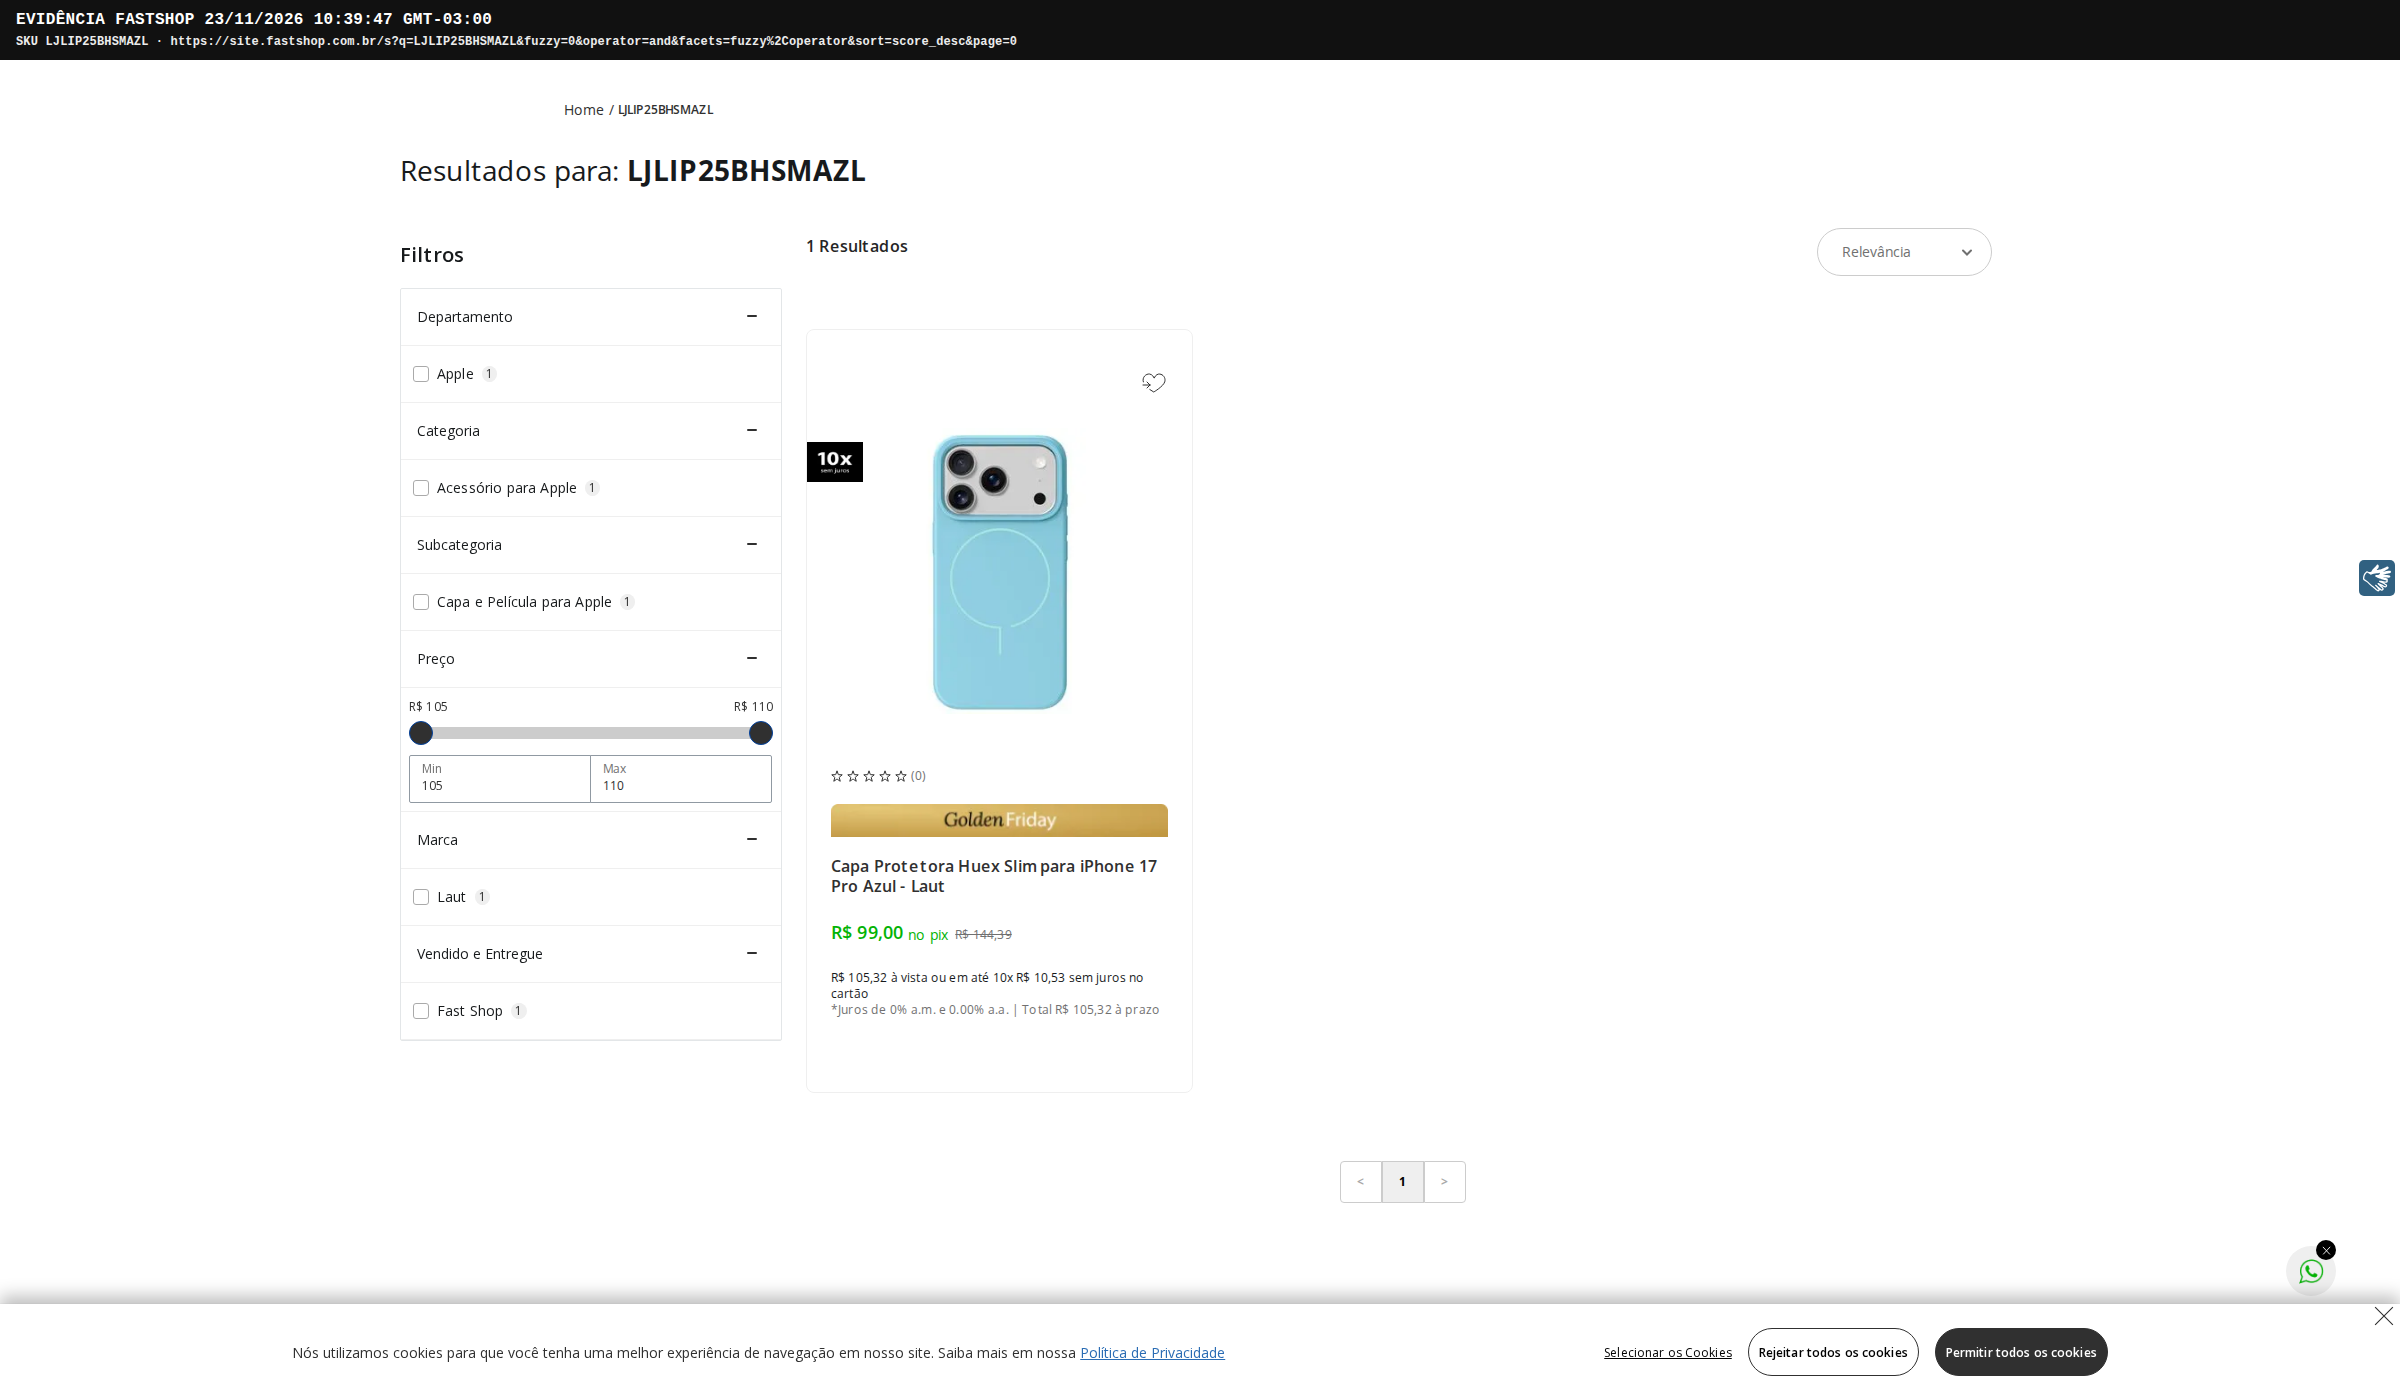 EVIDÊNCIA FASTSHOP 23/11/2026 10:39:47 GMT-03:00
SKU LJLIP25BHSMAZL · https://site.fastshop.com.br/s?q=LJLIP25BHSMAZL&fuzzy=0&operator=and&facets=fuzzy%2Coperator&sort=score_desc&page=0
Home / LJLIP25BHSMAZL
Resultados para: LJLIP25BHSMAZL
Filtros
1 Resultados
Relevância
Departamento
Apple 1
Categoria
Acessório para Apple 1
Subcategoria
Capa e Película para Apple 1
Preço
R$ 105
R$ 110
Min
105
Max
110
Marca
Laut 1
Vendido e Entregue
Fast Shop 1
10x
sem juros
(0)
Golden Friday
Capa Protetora Huex Slim para iPhone 17
Pro Azul - Laut
R$ 99,00 no pix R$ 144,39
R$ 105,32 à vista ou em até 10x R$ 10,53 sem juros no
cartão
*Juros de 0% a.m. e 0.00% a.a. | Total R$ 105,32 à prazo
< 1 >
Nós utilizamos cookies para que você tenha uma melhor experiência de navegação em nosso site. Saiba mais em nossa Política de Privacidade
Selecionar os Cookies
Rejeitar todos os cookies
Permitir todos os cookies